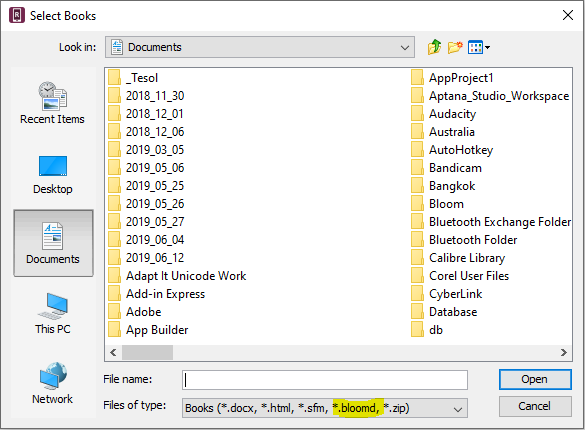 R Select Books
Look in: Documents
Recent Items
Desktop
Documents
This PC
Network
_Tesol
2018_11_30
2018_12_01
2018_12_06
2019_03_05
2019_05_06
2019_05_25
2019_05_26
2019_05_27
2019_06_04
2019_06_12
Adapt It Unicode Work
Add-in Express
Adobe
App Builder
AppProject1
Aptana_Studio_Workspace
Audacity
Australia
AutoHotkey
Bandicam
Bangkok
Bloom
Bluetooth Exchange Folder
Bluetooth Folder
Calibre Library
Corel User Files
CyberLink
Database
db
File name:
Open
Files of type: Books (*.docx, *.html, *.sfm, *.bloomd, *.zip)
Cancel